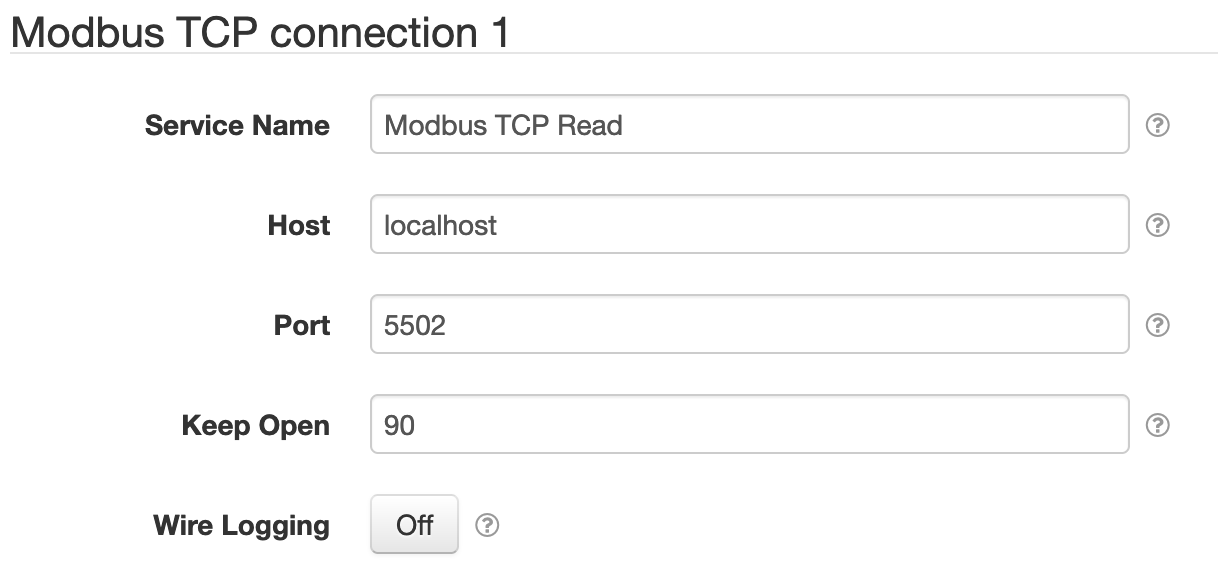 Modbus TCP connection 1
Service Name Modbus TCP Read ?
Host localhost ?
Port 5502 ?
Keep Open 90 ?
Wire Logging Off ?